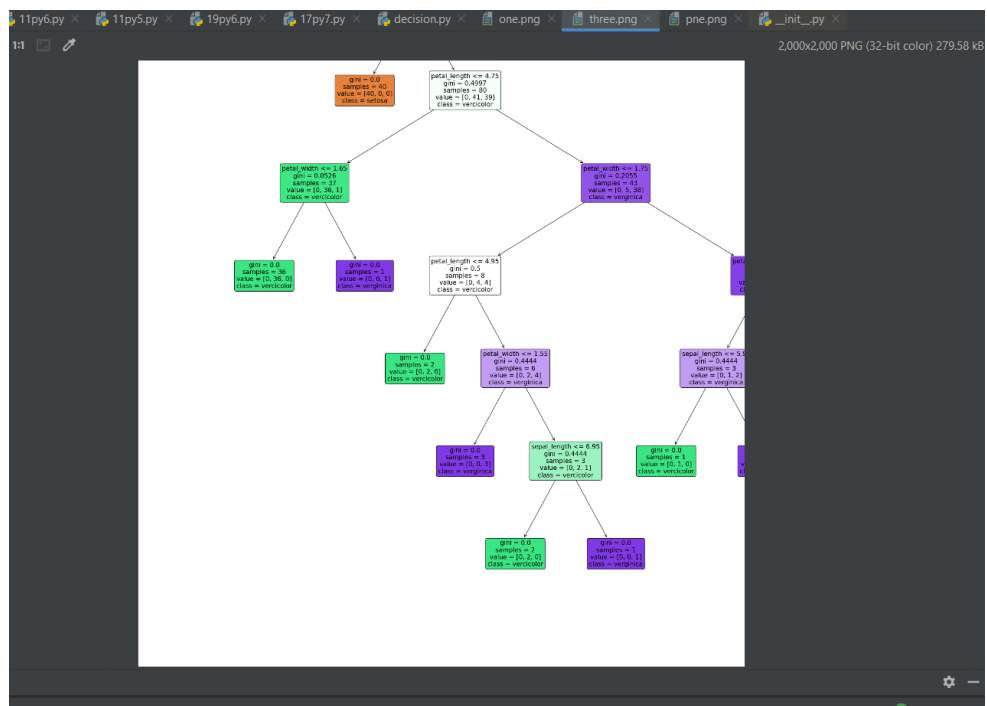 11py6.py
11py5.py
19py6.py
17py7.py
decision.py
one.png
three.png
pne.png
__init__.py
1:1
2,000x2,000 PNG (32-bit color) 279.58 kB
gini = 0.0
samples = 40
value = [40, 0, 0]
class = setosa
petal_length <= 4.75
gini = 0.4997
samples = 80
value = [0, 41, 39]
class = vercicolor
petal_width <= 1.65
gini = 0.0526
samples = 37
value = [0, 36, 1]
class = vercicolor
petal_width <= 1.75
gini = 0.2055
samples = 43
value = [0, 5, 38]
class = verginica
gini = 0.0
samples = 36
value = [0, 36, 0]
class = vercicolor
gini = 0.0
samples = 1
value = [0, 0, 1]
class = verginica
petal_length <= 4.95
gini = 0.5
samples = 8
value = [0, 4, 4]
class = vercicolor
gini = 0.0
samples = 2
value = [0, 2, 0]
class = vercicolor
petal_width <= 1.55
gini = 0.4444
samples = 6
value = [0, 2, 4]
class = verginica
sepal_length <= 5.9
gini = 0.4444
samples = 3
value = [0, 1, 2]
class = verginica
gini = 0.0
samples = 3
value = [0, 0, 3]
class = verginica
sepal_length <= 6.95
gini = 0.4444
samples = 3
value = [0, 2, 1]
class = vercicolor
gini = 0.0
samples = 1
value = [0, 1, 0]
class = vercicolor
gini = 0.0
samples = 2
value = [0, 2, 0]
class = vercicolor
gini = 0.0
samples = 1
value = [0, 0, 1]
class = verginica